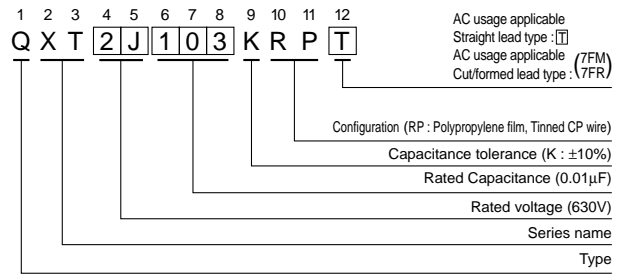 1 2 3 4 5 6 7 8 9 10 11 12
Q X T 2 J 1 0 3 K R P T
AC usage applicable
Straight lead type : T
AC usage applicable (7FM)
Cut/formed lead type : (7FR)
Configuration (RP : Polypropylene film, Tinned CP wire)
Capacitance tolerance (K : ±10%)
Rated Capacitance (0.01μF)
Rated voltage (630V)
Series name
Type